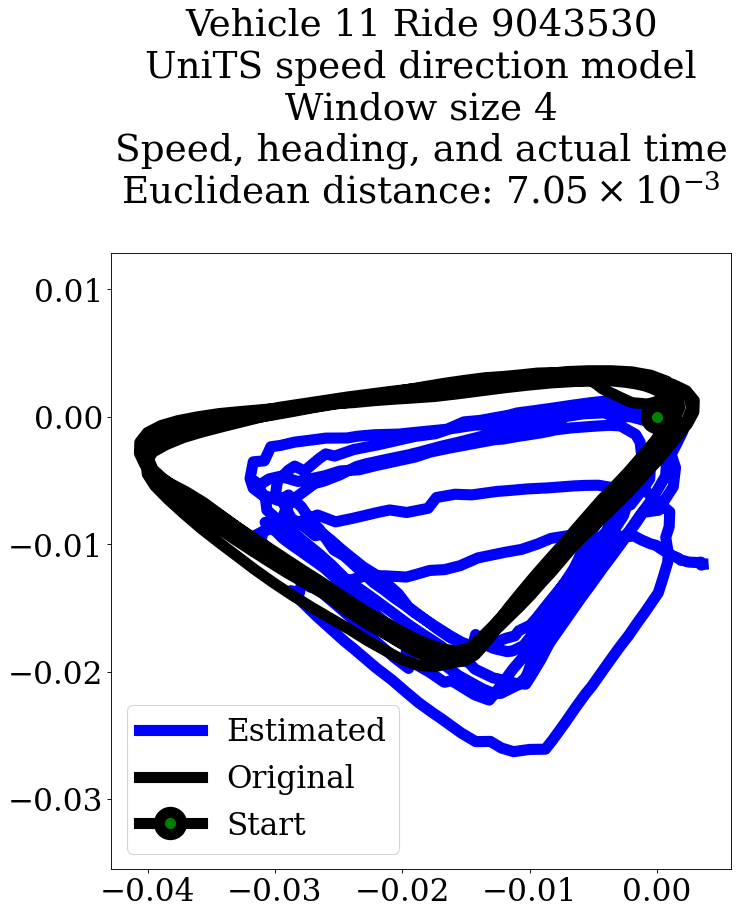 Vehicle 11 Ride 9043530
UniTS speed direction model
Window size 4
Speed, heading, and actual time
Euclidean distance: 7.05 × 10⁻³
0.01
0.00
−0.01
−0.02
−0.03
Estimated
Original
Start
−0.04 −0.03 −0.02 −0.01 0.00